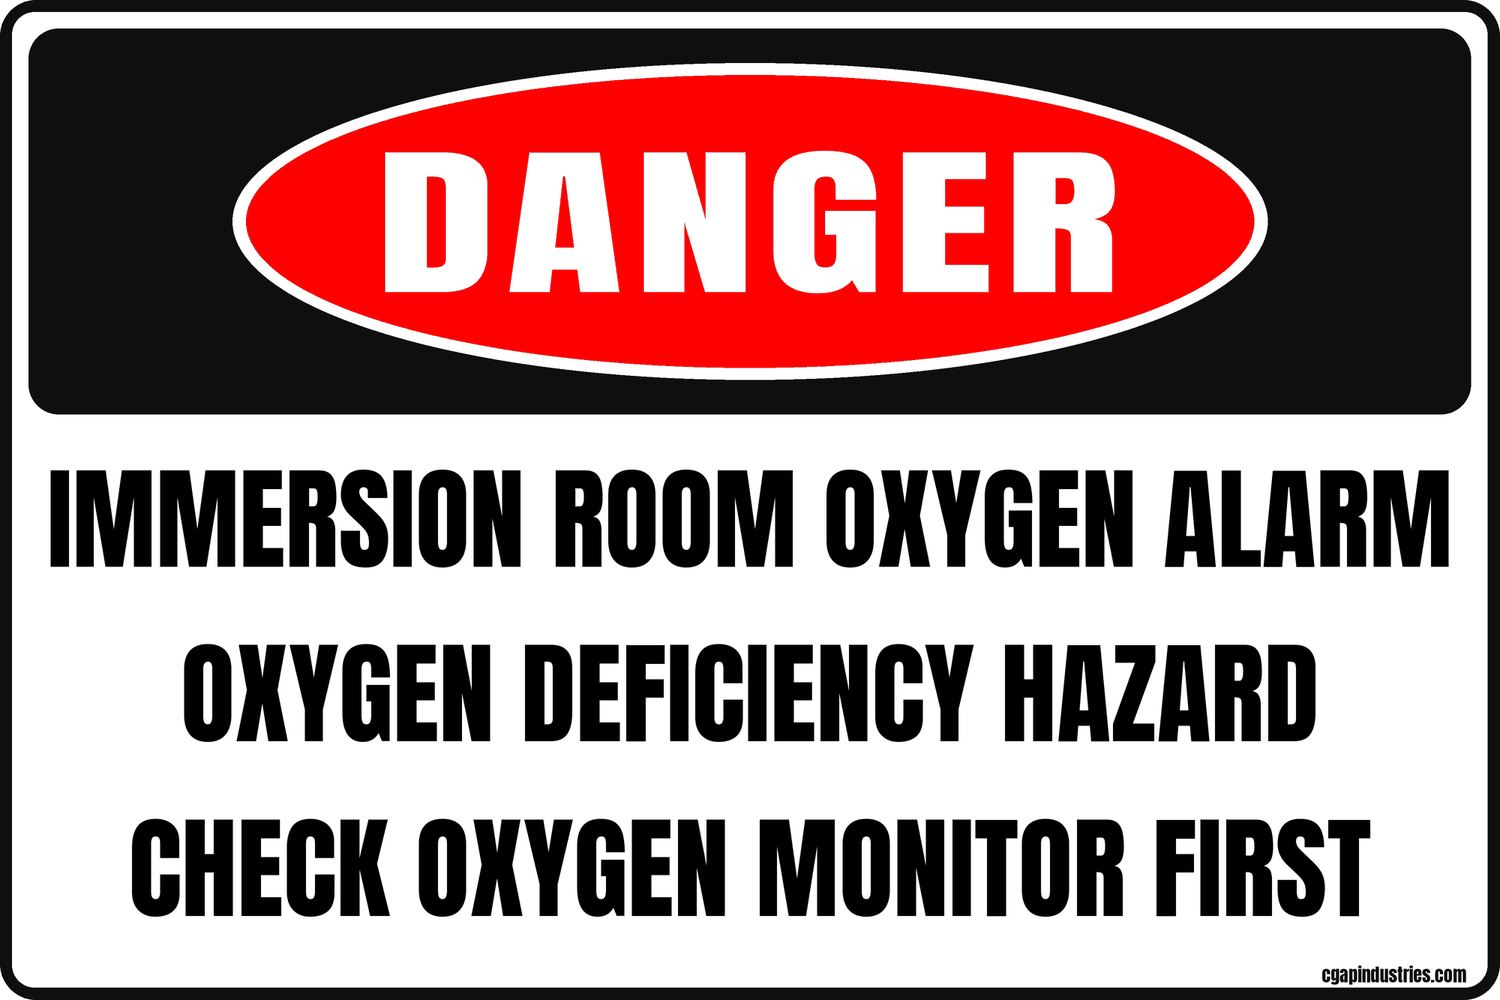 DANGER
IMMERSION ROOM OXYGEN ALARM
OXYGEN DEFICIENCY HAZARD
CHECK OXYGEN MONITOR FIRST
cgapindustries.com